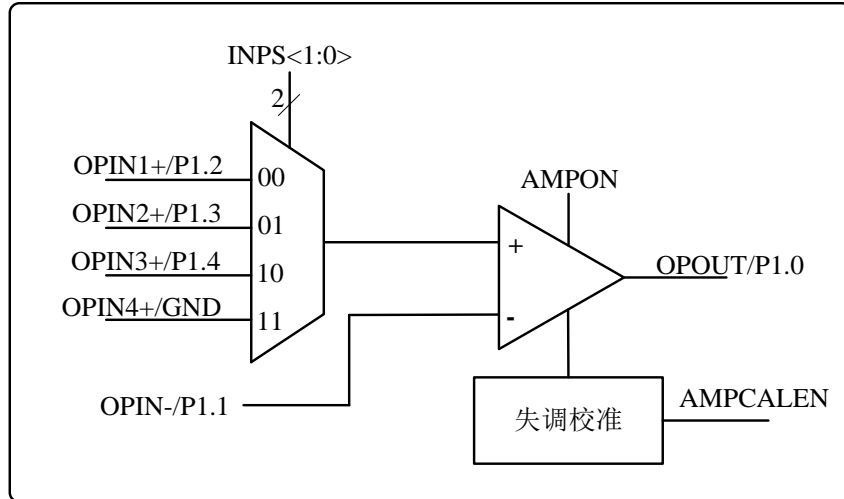 INPS<1:0>
2
OPIN1+/P1.2
00
AMPON
OPIN2+/P1.3
01
+
OPIN3+/P1.4
10
OPOUT/P1.0
OPIN4+/GND
11
-
OPIN-/P1.1
失调校准
AMPCALEN